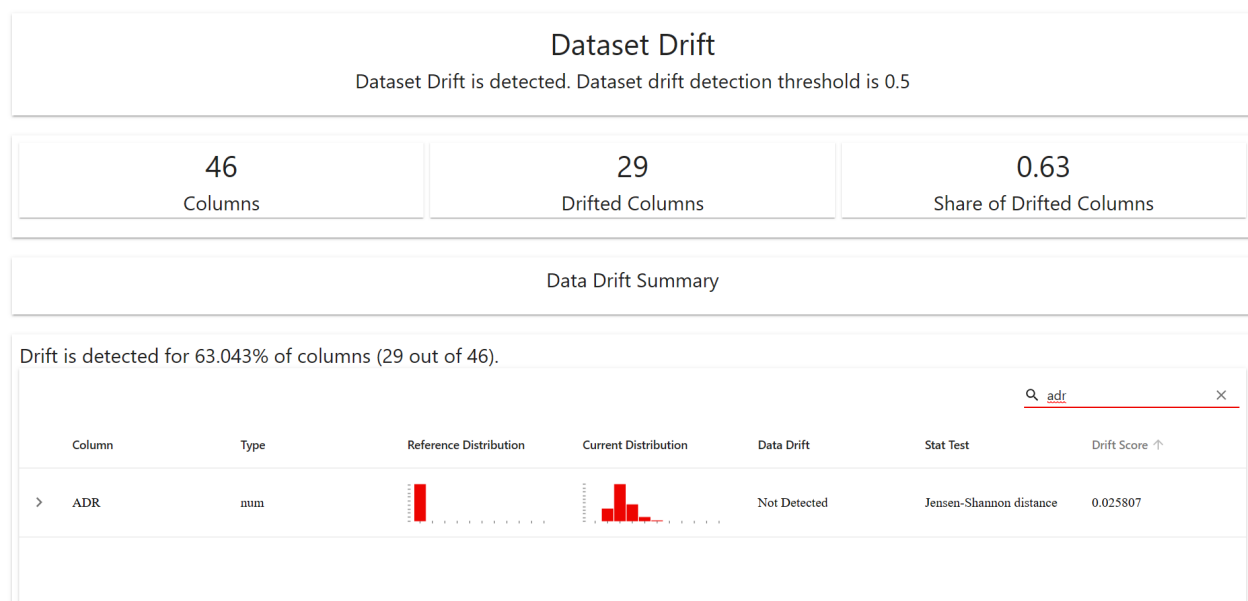 Dataset Drift
Dataset Drift is detected. Dataset drift detection threshold is 0.5
46
Columns
29
Drifted Columns
0.63
Share of Drifted Columns
Data Drift Summary
Drift is detected for 63.043% of columns (29 out of 46).
adr
Column Type Reference Distribution Current Distribution Data Drift Stat Test Drift Score
ADR num Not Detected Jensen-Shannon distance 0.025807